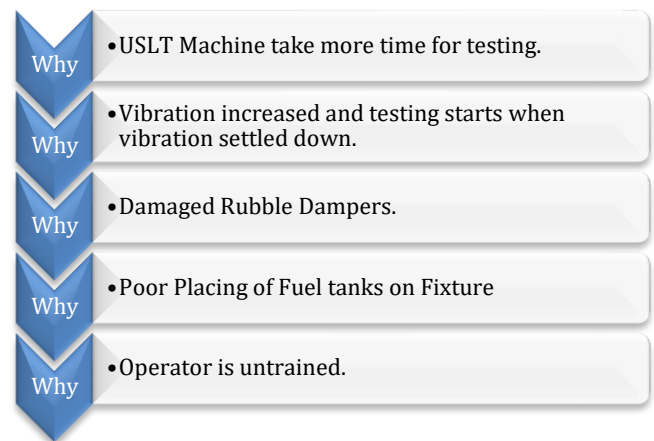 Why
•USLT Machine take more time for testing.
Why
•Vibration increased and testing starts when
vibration settled down.
Why
•Damaged Rubble Dampers.
Why
•Poor Placing of Fuel tanks on Fixture
Why
•Operator is untrained.